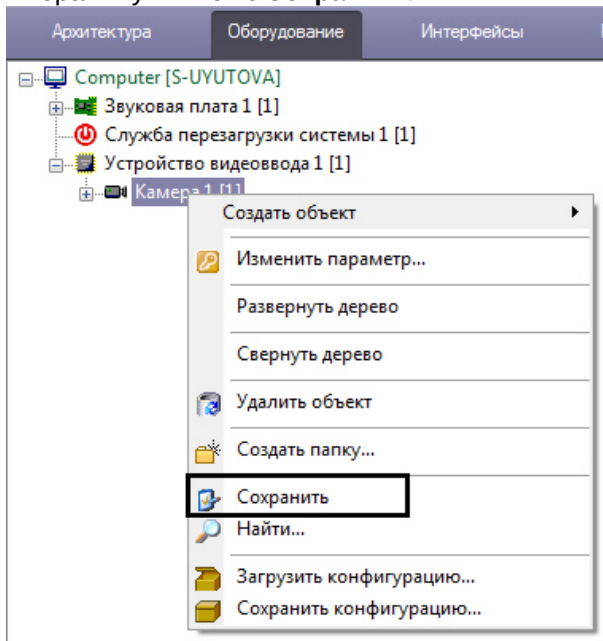 Архитектура Оборудование Интерфейсы
Computer [S-UYUTOVA]
Звуковая плата 1 [1]
Служба перезагрузки системы 1 [1]
Устройство видеоввода 1 [1]
Камера 1 [1]
Создать объект
Изменить параметр...
Развернуть дерево
Свернуть дерево
Удалить объект
Создать папку...
Сохранить
Найти...
Загрузить конфигурацию...
Сохранить конфигурацию...